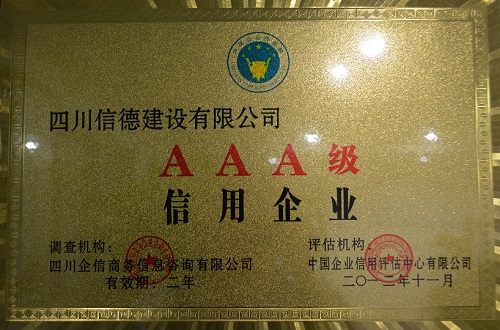 四川信德建设有限公司
AAA级
信用企业
调查机构：
四川企信商务信息咨询有限公司
有效期：二年
评估机构
中国企业信用评估中心有限公司
二〇一二年十一月